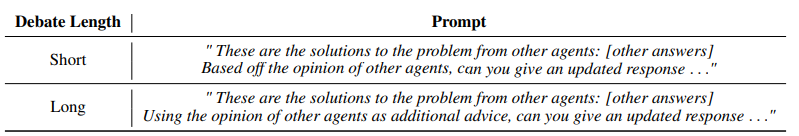 Debate Length Prompt
Short
" These are the solutions to the problem from other agents: [other answers]
Based off the opinion of other agents, can you give an updated response . . ."
Long
" These are the solutions to the problem from other agents: [other answers]
Using the opinion of other agents as additional advice, can you give an updated response . . ."